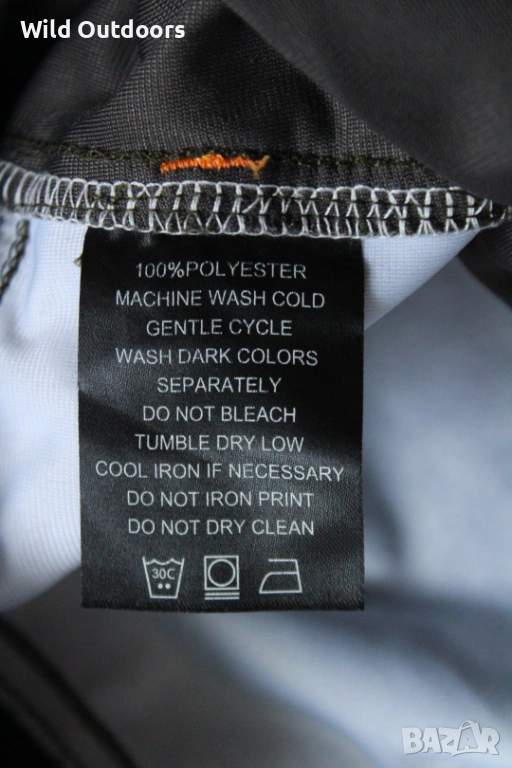 Wild Outdoors
100%POLYESTER
MACHINE WASH COLD
GENTLE CYCLE
WASH DARK COLORS
SEPARATELY
DO NOT BLEACH
TUMBLE DRY LOW
COOL IRON IF NECESSARY
DO NOT IRON PRINT
DO NOT DRY CLEAN
30C
BAZAR